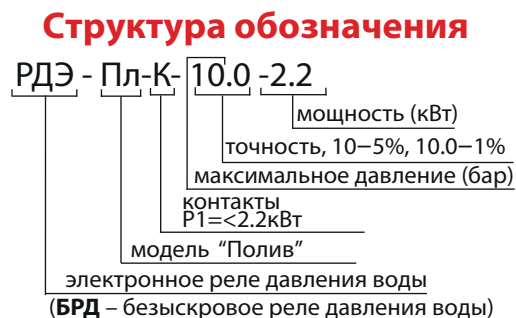 Структура обозначения
РДЭ - Пл-К- 10.0 -2.2
мощность (кВт)
точность, 10−5%, 10.0−1%
максимальное давление (бар)
контакты
P1=<2.2кВт
модель “Полив”
электронное реле давления воды
(БРД – безыскровое реле давления воды)